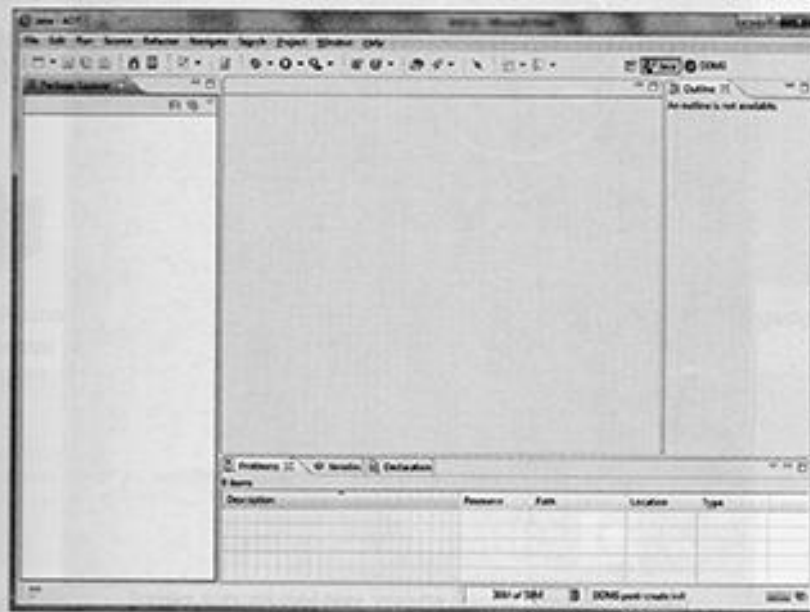 Java - ADT
File Edit Run Source Refactor Navigate Search Project Window Help
Java DDMS
Package Explorer
Outline
An outline is not available.
Problems Javadoc Declaration
0 items
Description Resource Path Location Type
DDMS post-create init